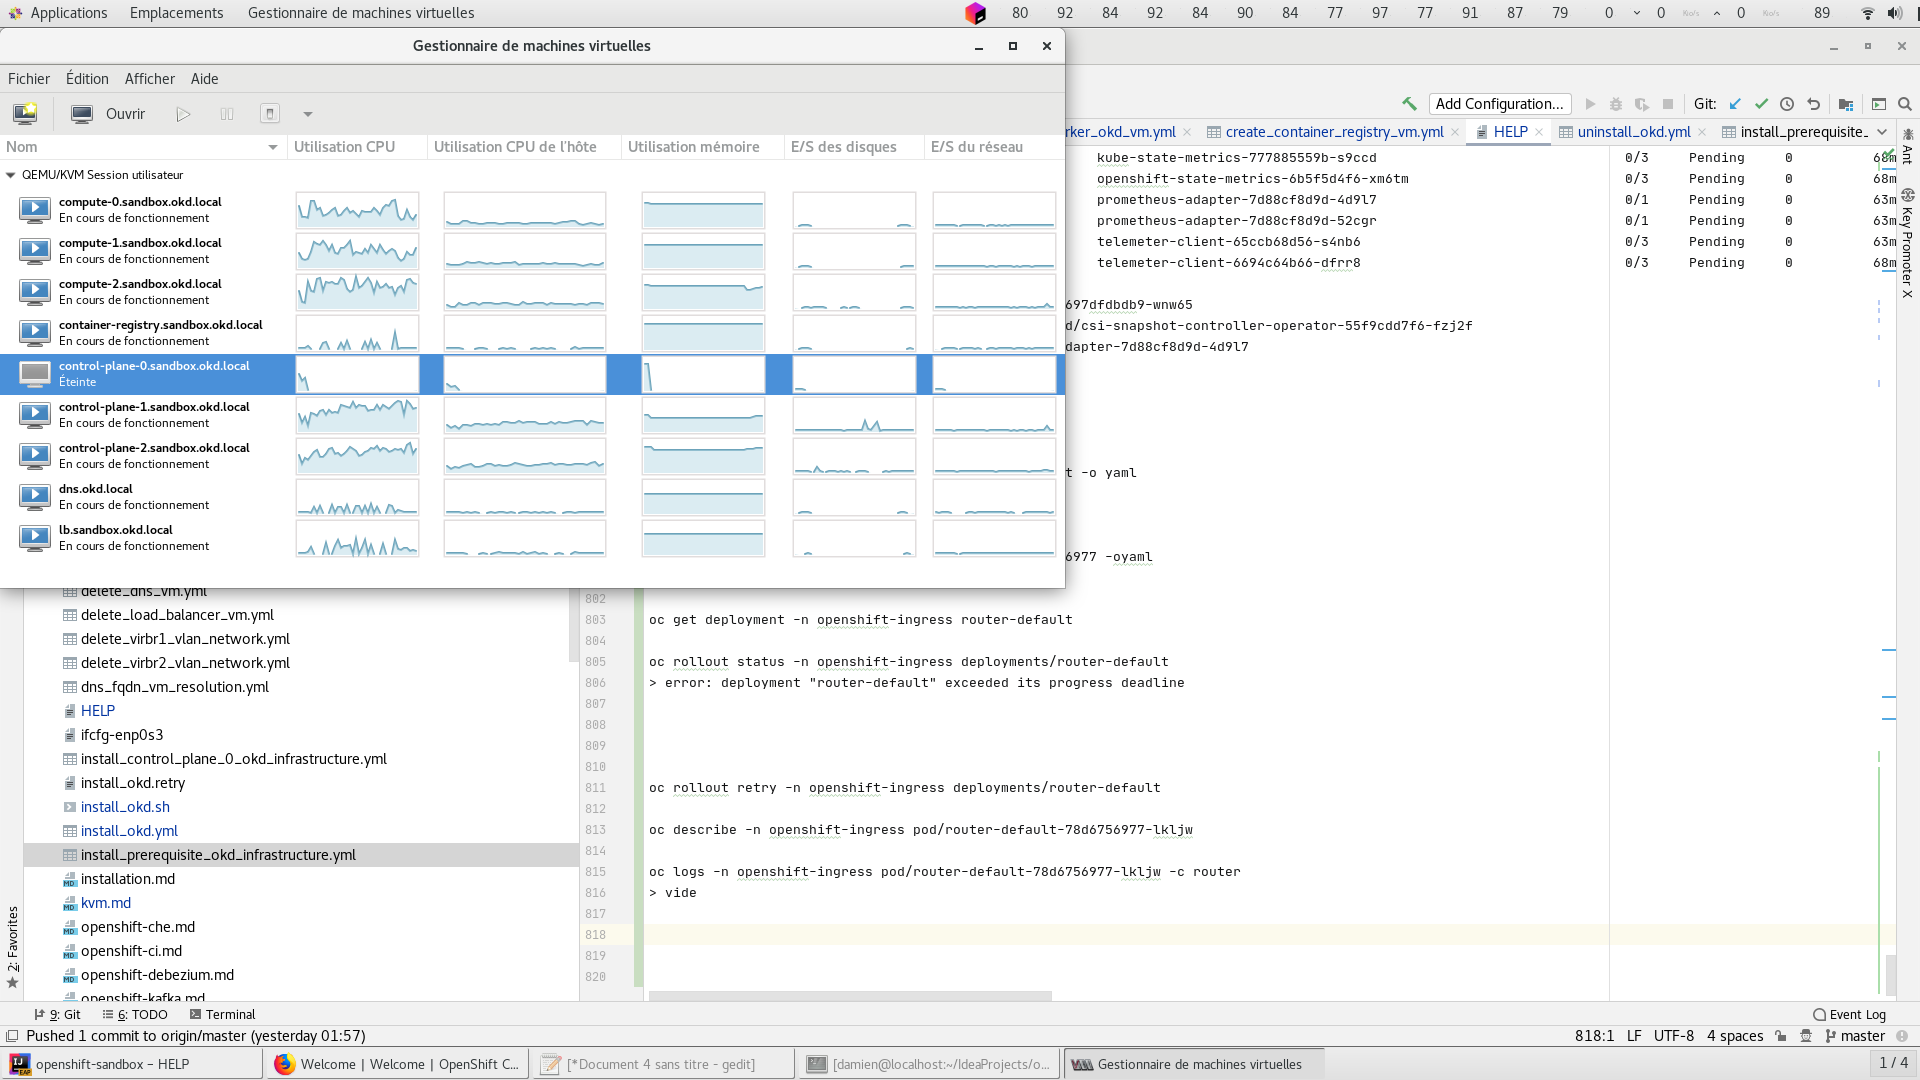 Applications Emplacements Gestionnaire de machines virtuelles 80 92 84 92 84 90 84 77 97 77 91 87 79 0 0 0 89
Gestionnaire de machines virtuelles
Fichier Édition Afficher Aide
Ouvrir
Nom Utilisation CPU Utilisation CPU de l'hôte Utilisation mémoire E/S des disques E/S du réseau
QEMU/KVM Session utilisateur
compute-0.sandbox.okd.local
En cours de fonctionnement
compute-1.sandbox.okd.local
En cours de fonctionnement
compute-2.sandbox.okd.local
En cours de fonctionnement
container-registry.sandbox.okd.local
En cours de fonctionnement
control-plane-0.sandbox.okd.local
Éteinte
control-plane-1.sandbox.okd.local
En cours de fonctionnement
control-plane-2.sandbox.okd.local
En cours de fonctionnement
dns.okd.local
En cours de fonctionnement
lb.sandbox.okd.local
En cours de fonctionnement
Add Configuration... Git:
rker_okd_vm.yml create_container_registry_vm.yml HELP uninstall_okd.yml install_prerequisite_
kube-state-metrics-777885559b-s9ccd 0/3 Pending 0 68m
openshift-state-metrics-6b5f5d4f6-xm6tm 0/3 Pending 0 68m
prometheus-adapter-7d88cf8d9d-4d9l7 0/1 Pending 0 63m
prometheus-adapter-7d88cf8d9d-52cgr 0/1 Pending 0 63m
telemeter-client-65ccb68d56-s4nb6 0/3 Pending 0 63m
telemeter-client-6694c64b66-dfrr8 0/3 Pending 0 68m
697dfdbdb9-wnw65
d/csi-snapshot-controller-operator-55f9cdd7f6-fzj2f
dapter-7d88cf8d9d-4d9l7
t -o yaml
6977 -oyaml
802
803 oc get deployment -n openshift-ingress router-default
804
805 oc rollout status -n openshift-ingress deployments/router-default
806 > error: deployment "router-default" exceeded its progress deadline
807
808
809
810
811 oc rollout retry -n openshift-ingress deployments/router-default
812
813 oc describe -n openshift-ingress pod/router-default-78d6756977-lkljw
814
815 oc logs -n openshift-ingress pod/router-default-78d6756977-lkljw -c router
816 > vide
817
818
819
820
Ant
Key Promoter X
delete_dns_vm.yml
delete_load_balancer_vm.yml
delete_virbr1_vlan_network.yml
delete_virbr2_vlan_network.yml
dns_fqdn_vm_resolution.yml
HELP
ifcfg-enp0s3
install_control_plane_0_okd_infrastructure.yml
install_okd.retry
install_okd.sh
install_okd.yml
install_prerequisite_okd_infrastructure.yml
installation.md
kvm.md
openshift-che.md
openshift-ci.md
openshift-debezium.md
openshift-kafka.md
2: Favorites
9: Git 6: TODO Terminal Event Log
Pushed 1 commit to origin/master (yesterday 01:57) 818:1 LF UTF-8 4 spaces master
openshift-sandbox – HELP Welcome | Welcome | OpenShift C... [*Document 4 sans titre - gedit] [damien@localhost:~/IdeaProjects/o... Gestionnaire de machines virtuelles 1 / 4